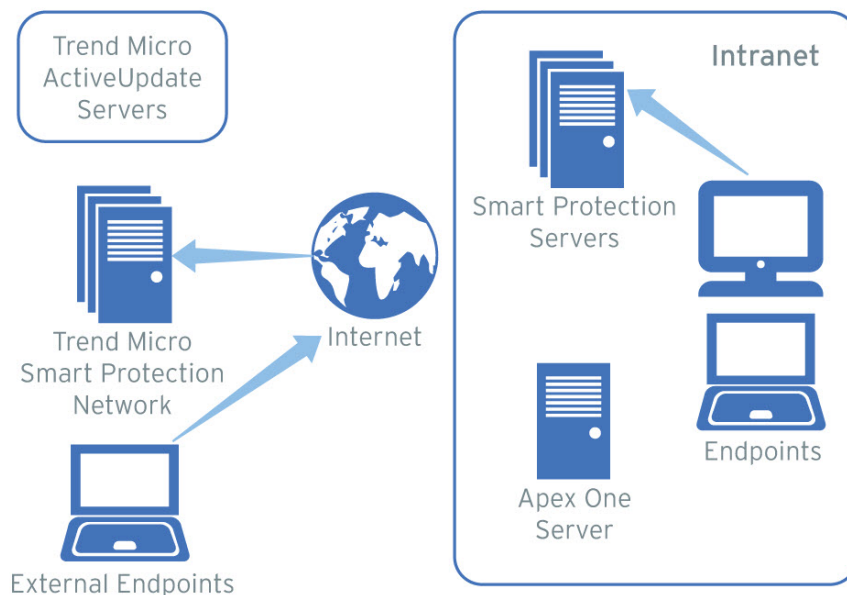 Trend Micro
ActiveUpdate
Servers
Intranet
Smart Protection
Servers
Trend Micro
Smart Protection
Network
Internet
Endpoints
Apex One
Server
External Endpoints